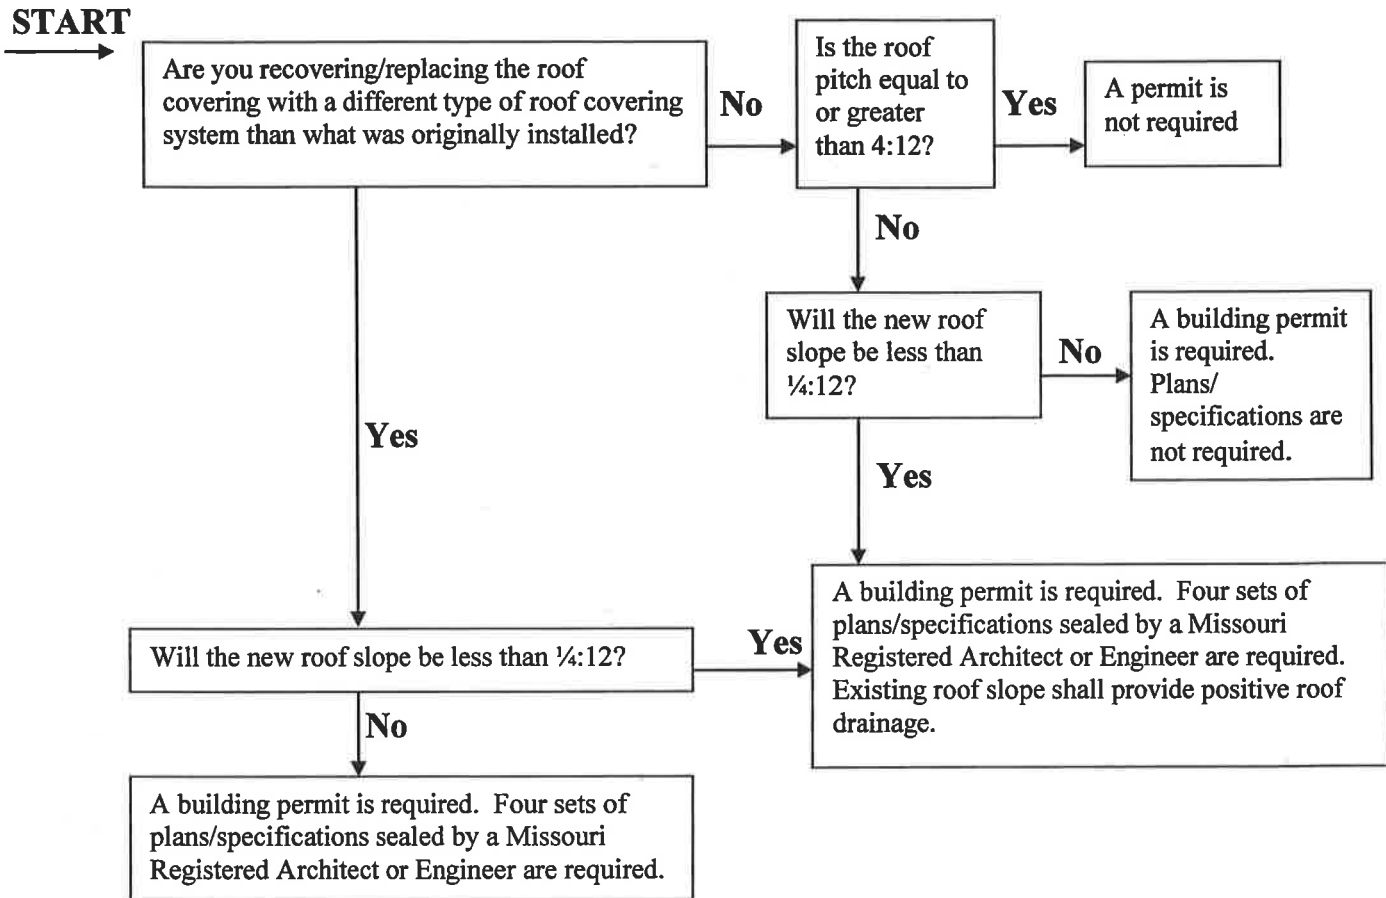 START
Are you recovering/replacing the roof
covering with a different type of roof covering
system than what was originally installed?
No
Is the roof
pitch equal to
or greater
than 4:12?
Yes
A permit is
not required
No
Will the new roof
slope be less than
¼:12?
No
A building permit
is required.
Plans/
specifications are
not required.
Yes
Yes
Will the new roof slope be less than ¼:12?
Yes
A building permit is required.  Four sets of
plans/specifications sealed by a Missouri
Registered Architect or Engineer are required.
Existing roof slope shall provide positive roof
drainage.
No
A building permit is required.  Four sets of
plans/specifications sealed by a Missouri
Registered Architect or Engineer are required.